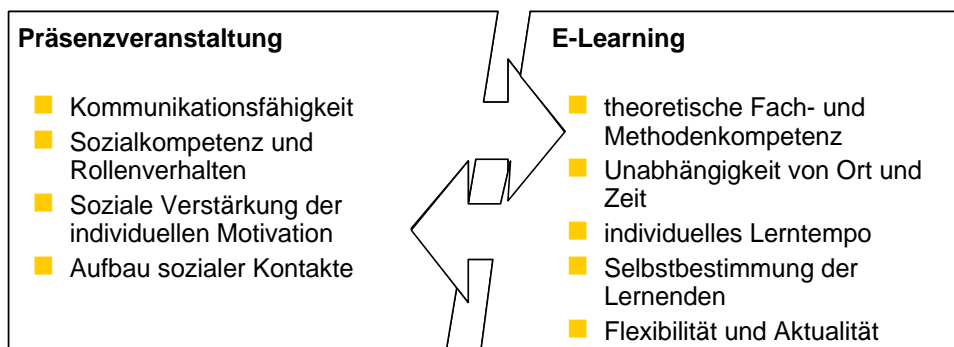 Präsenzveranstaltung
Kommunikationsfähigkeit
Sozialkompetenz und
Rollenverhalten
Soziale Verstärkung der
individuellen Motivation
Aufbau sozialer Kontakte
E-Learning
theoretische Fach- und
Methodenkompetenz
Unabhängigkeit von Ort und
Zeit
individuelles Lerntempo
Selbstbestimmung der
Lernenden
Flexibilität und Aktualität